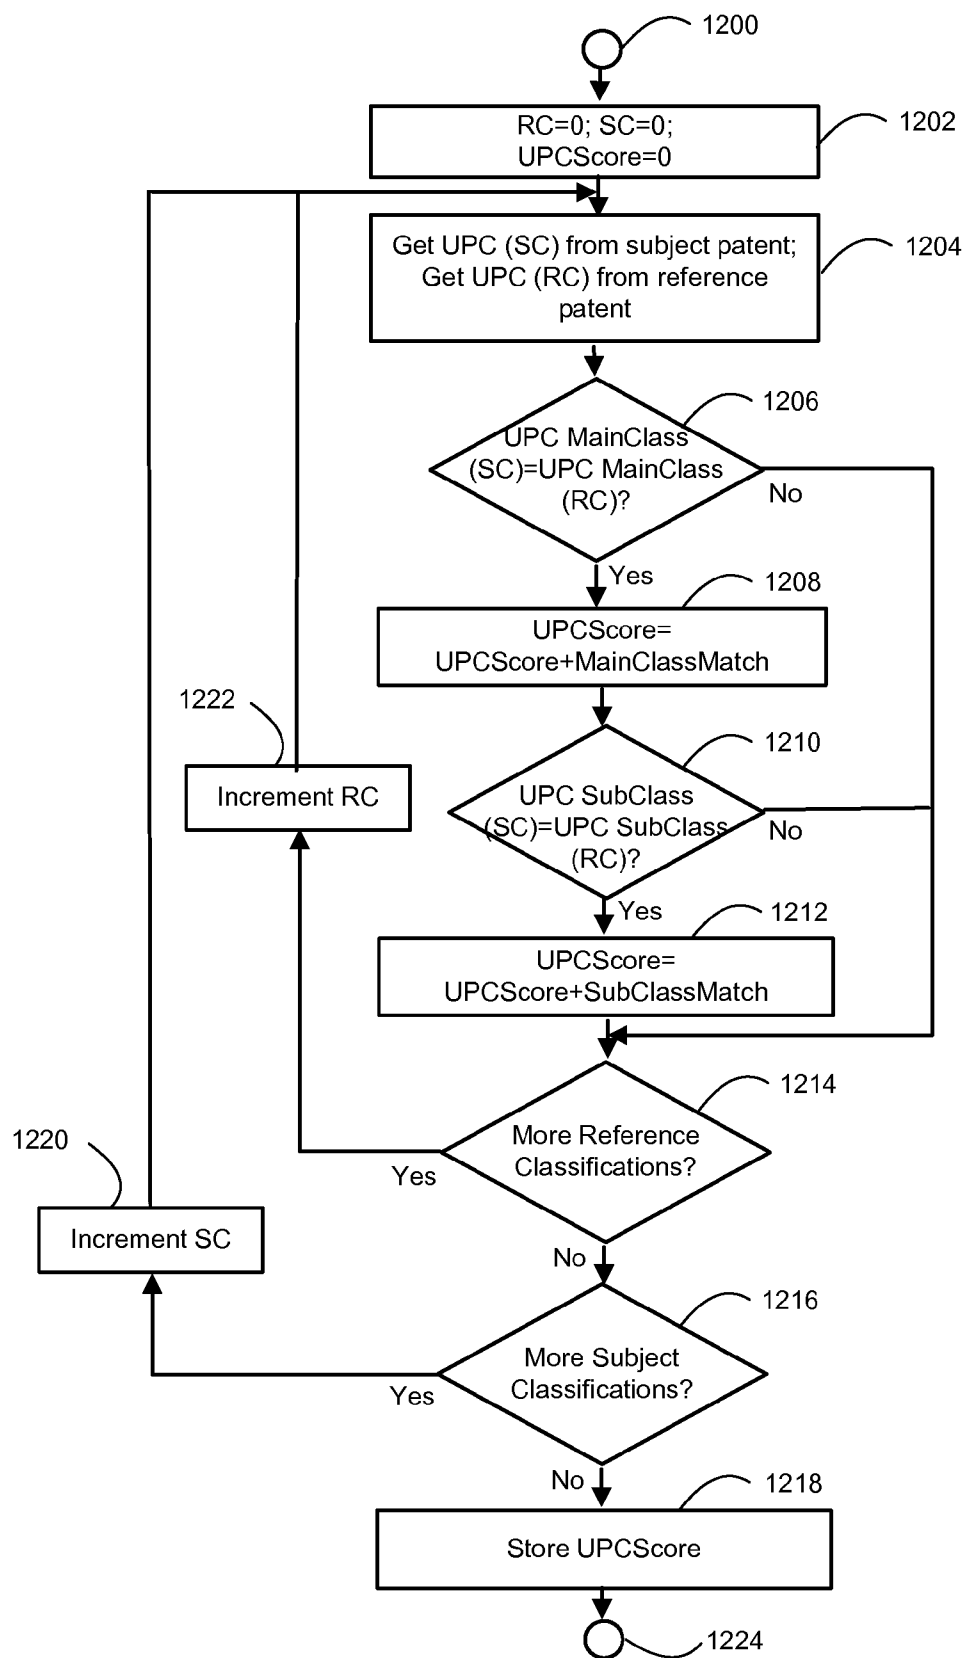 1200
RC=0; SC=0;
UPCScore=0
1202
Get UPC (SC) from subject patent;
Get UPC (RC) from reference
patent
1204
1206
UPC MainClass
(SC)=UPC MainClass
(RC)?
No
Yes
1208
UPCScore=
UPCScore+MainClassMatch
1222
Increment RC
1210
UPC SubClass
(SC)=UPC SubClass
(RC)?
No
Yes
1212
UPCScore=
UPCScore+SubClassMatch
1214
More Reference
Classifications?
Yes
1220
Increment SC
No
1216
More Subject
Classifications?
Yes
No
1218
Store UPCScore
1224